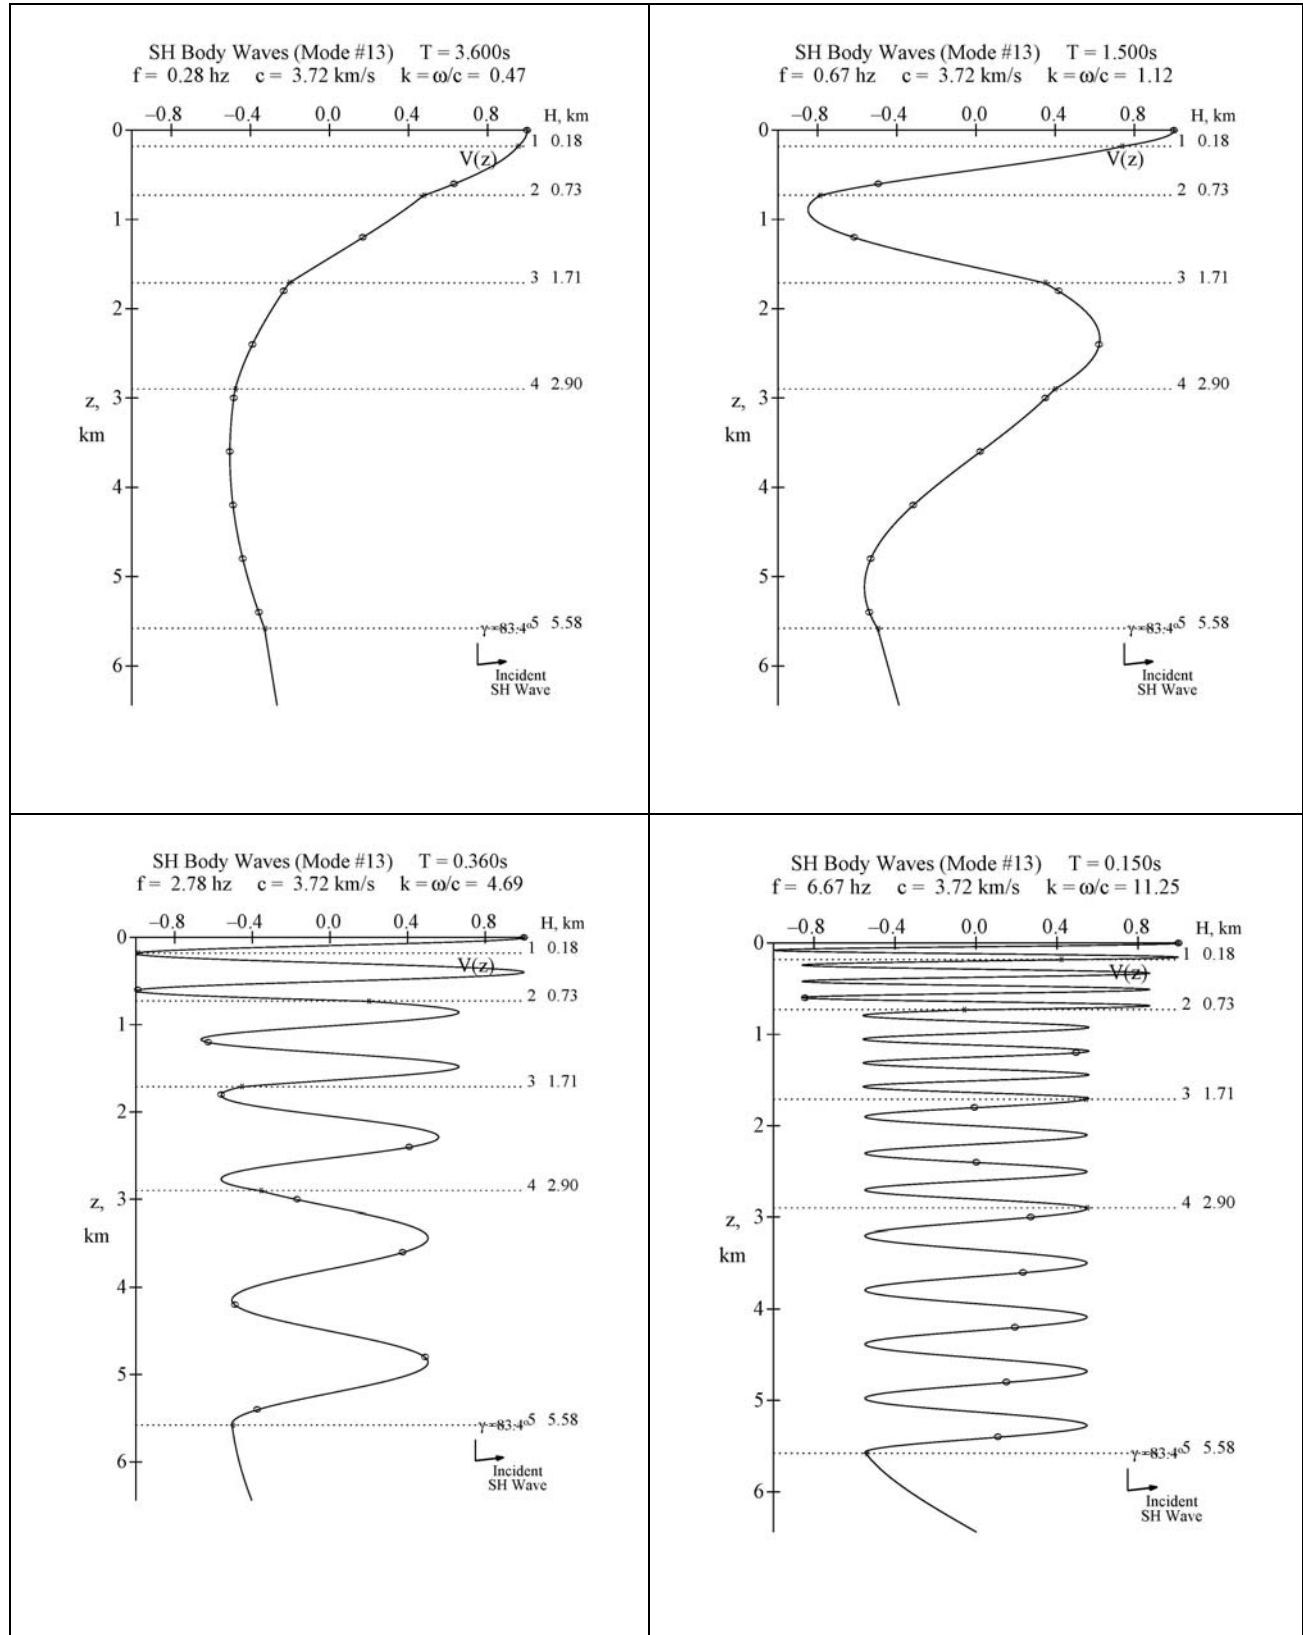 SH Body Waves (Mode #13) T = 3.600s
f = 0.28 hz c = 3.72 km/s k = ω/c = 0.47
−0.8 −0.4 0.0 0.4 0.8 H, km
0
1 0.18
V(z)
2 0.73
1
3 1.71
2
4 2.90
3
z,
km
4
5
γ =83.4° 5 5.58
6
Incident
SH Wave
SH Body Waves (Mode #13) T = 1.500s
f = 0.67 hz c = 3.72 km/s k = ω/c = 1.12
−0.8 −0.4 0.0 0.4 0.8 H, km
0
1 0.18
V(z)
2 0.73
1
3 1.71
2
4 2.90
3
z,
km
4
5
γ =83.4° 5 5.58
6
Incident
SH Wave
SH Body Waves (Mode #13) T = 0.360s
f = 2.78 hz c = 3.72 km/s k = ω/c = 4.69
−0.8 −0.4 0.0 0.4 0.8 H, km
0
1 0.18
V(z)
2 0.73
1
3 1.71
2
4 2.90
3
z,
km
4
5
γ =83.4° 5 5.58
6
Incident
SH Wave
SH Body Waves (Mode #13) T = 0.150s
f = 6.67 hz c = 3.72 km/s k = ω/c = 11.25
−0.8 −0.4 0.0 0.4 0.8 H, km
0
1 0.18
V(z)
2 0.73
1
3 1.71
2
4 2.90
3
z,
km
4
5
γ =83.4° 5 5.58
6
Incident
SH Wave